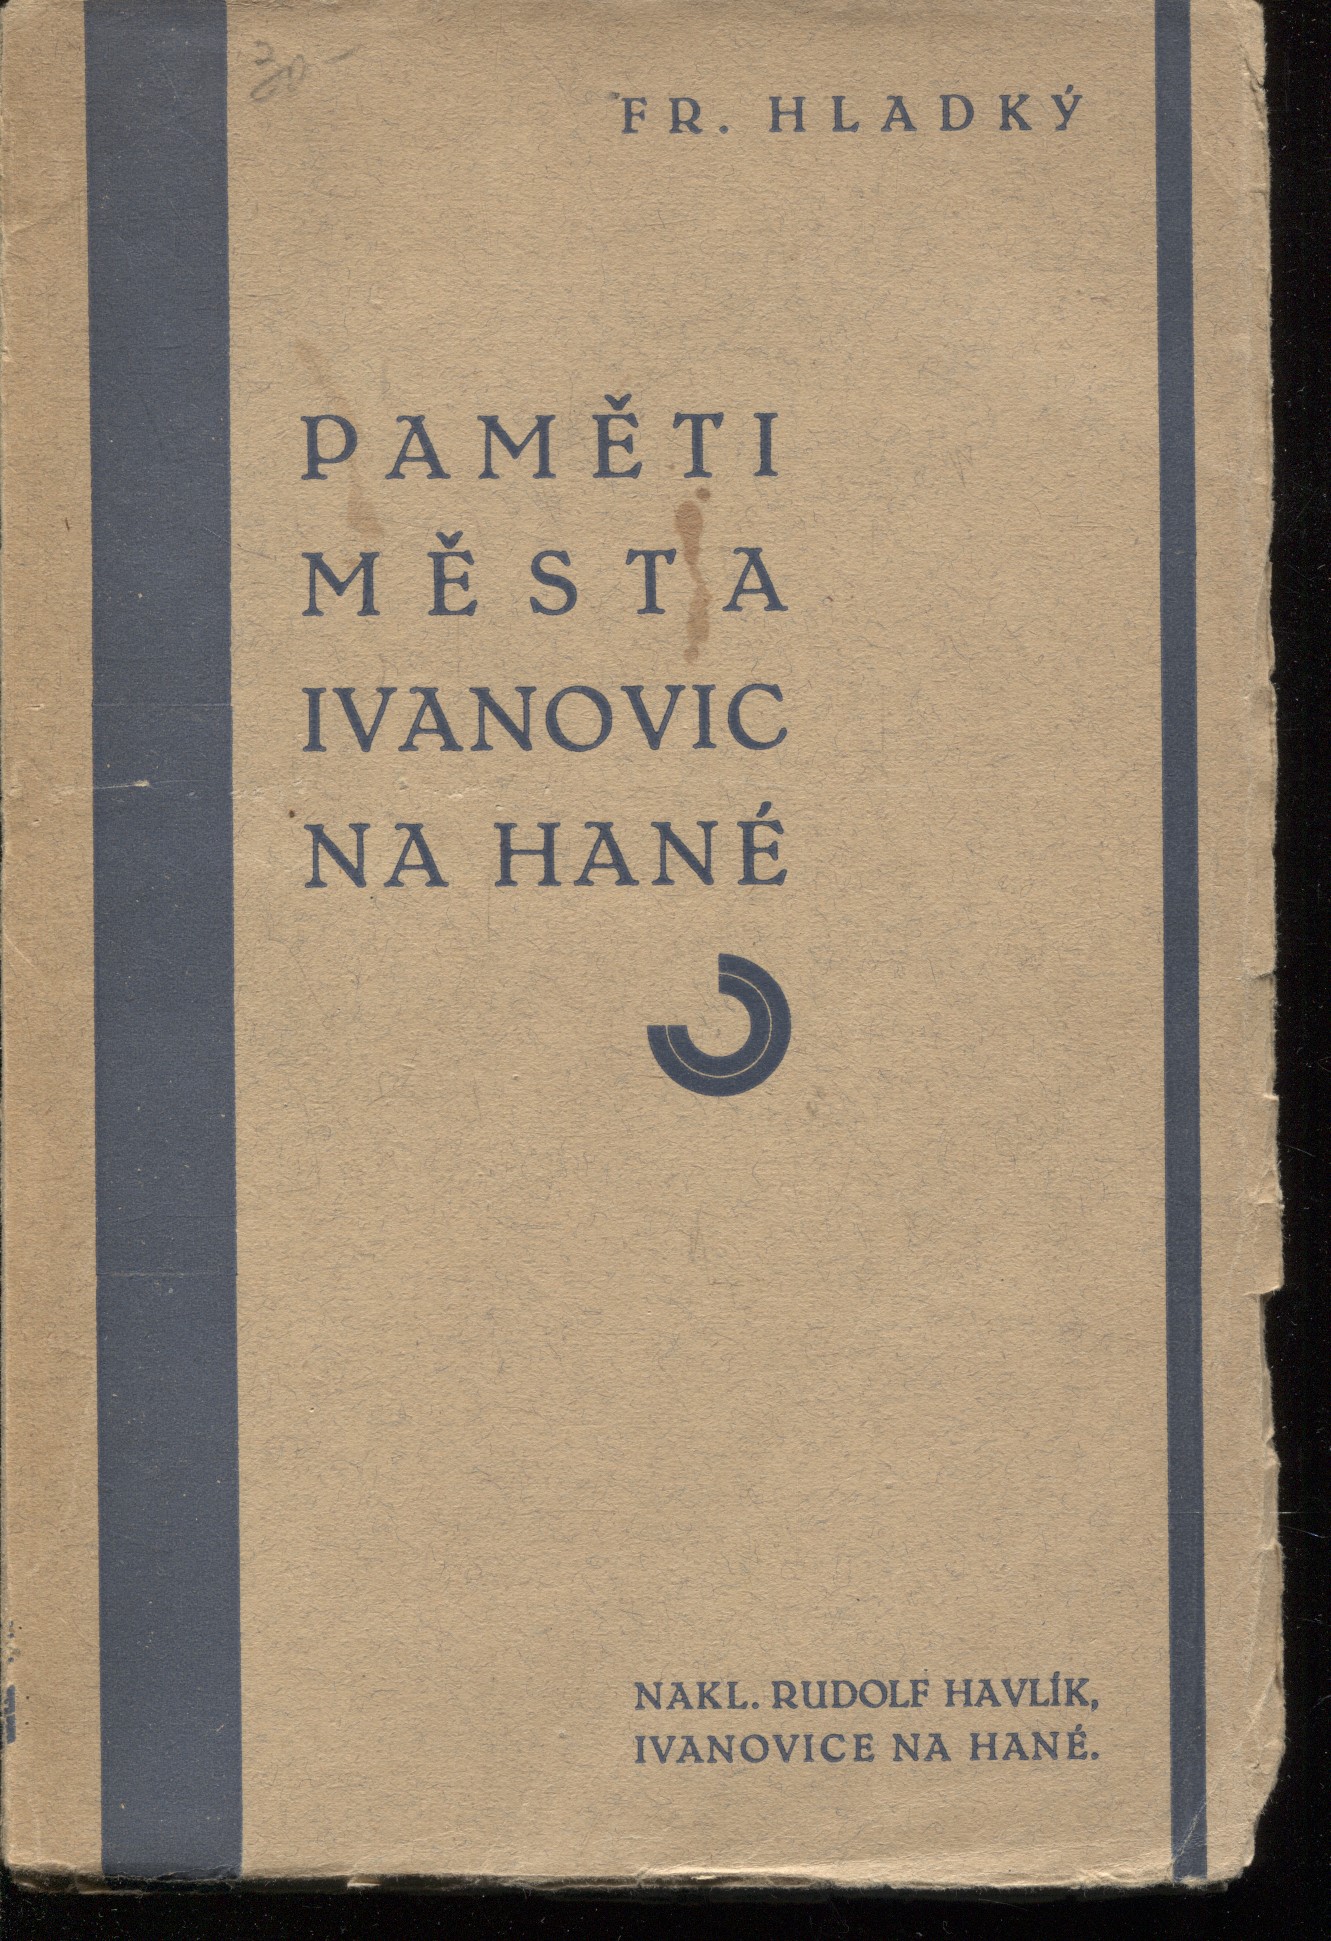 FR. HLADKÝ
PAMĚTI
MĚSTA
IVANOVIC
NA HANÉ
NAKL. RUDOLF HAVLÍK,
IVANOVICE NA HANÉ.